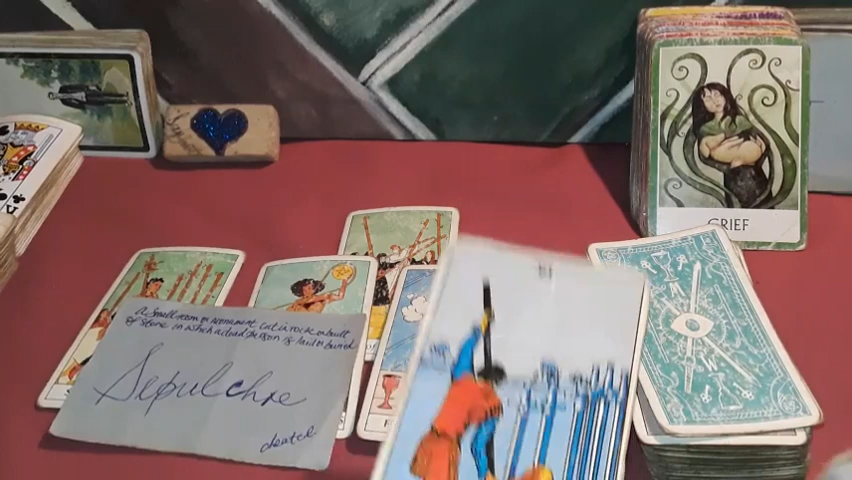 GRIEF
A small room or monument, cut in rock or built
of stone, in which a dead person is laid or buried
Sepulchre
death